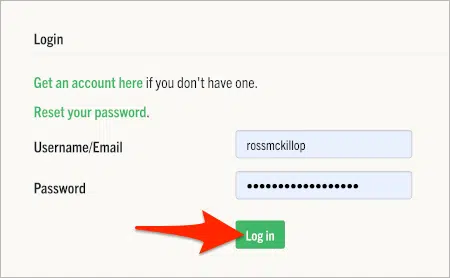 Login
Get an account here if you don't have one.
Reset your password.
Username/Email
rossmckillop
Password
••••••••••••••••••
Log in